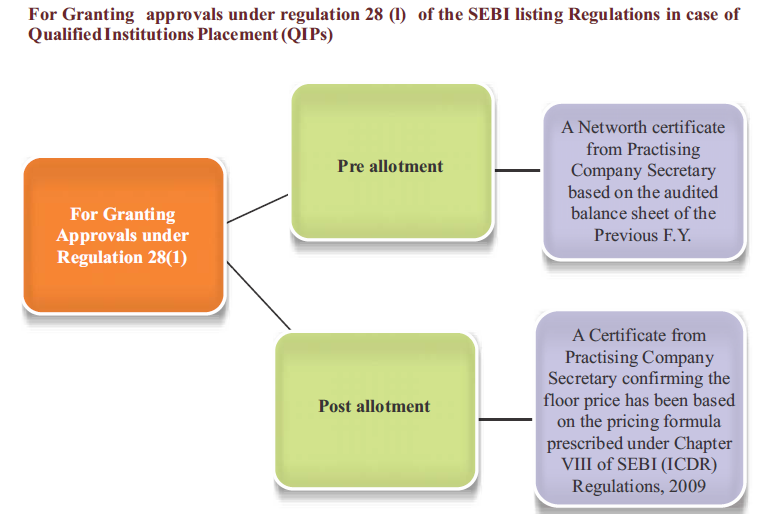 For Granting approvals under regulation 28 (l) of the SEBI listing Regulations in case of
Qualified Institutions Placement (QIPs)
For Granting
Approvals under
Regulation 28(1)
Pre allotment
A Networth certificate
from Practising
Company Secretary
based on the audited
balance sheet of the
Previous F.Y.
Post allotment
A Certificate from
Practising Company
Secretary confirming the
floor price has been based
on the pricing formula
prescribed under Chapter
VIII of SEBI (ICDR)
Regulations, 2009